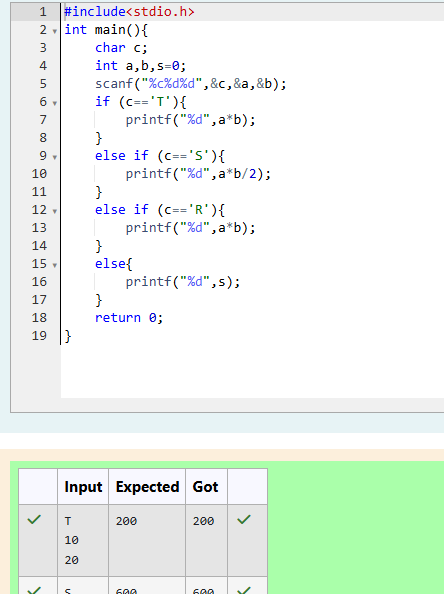 1 #include<stdio.h>
2 int main(){
3 char c;
4 int a,b,s=0;
5 scanf("%c%d%d",&c,&a,&b);
6 if (c=='T'){
7 printf("%d",a*b);
8 }
9 else if (c=='S'){
10 printf("%d",a*b/2);
11 }
12 else if (c=='R'){
13 printf("%d",a*b);
14 }
15 else{
16 printf("%d",s);
17 }
18 return 0;
19 }
Input Expected Got
T 200 200
10
20
S 600 600